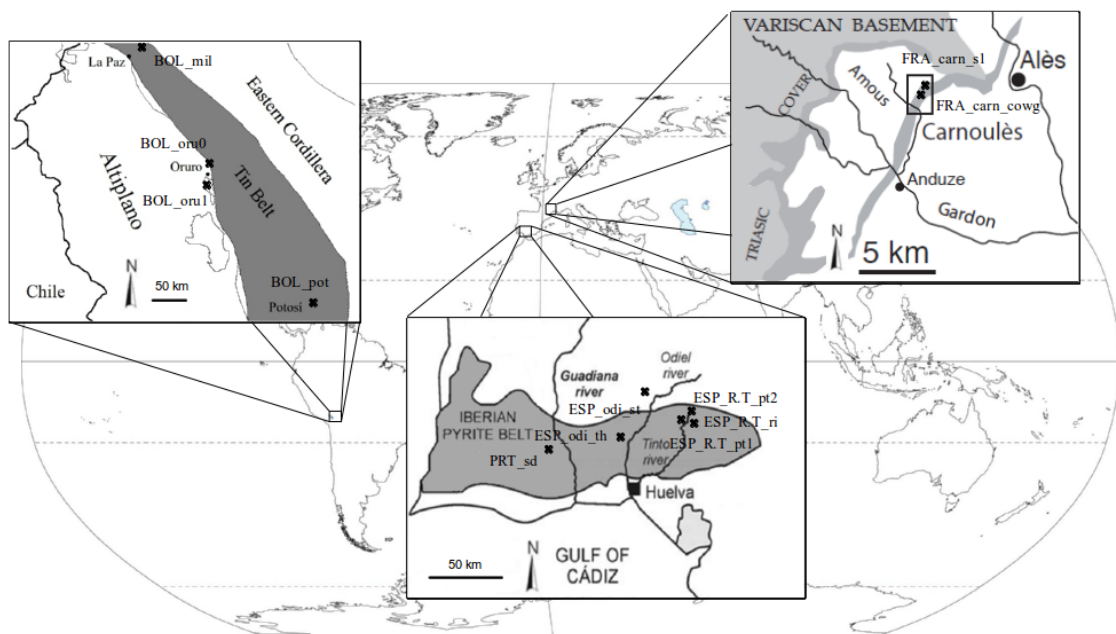 La Paz
BOL_mil
Eastern Cordillera
BOL_oru0
Oruro
Tin Belt
Altiplano
BOL_oru1
N
50 km
BOL_pot
Potosi
Chile
VARISCAN BASEMENT
FRA_carn_s1
Alès
Amous
COVER
FRA_carn_cowg
Carnoulès
Anduze
TRIASIC
Gardon
N
5 km
Odiel
river
Guadiana
river
ESP_R.T_pt2
ESP_odi_st
IBERIAN
PYRITE BELT
ESP_R.T_ri
ESP_odi_th
ESP_R.T_pt1
Tinto
river
PRT_sd
Huelva
50 km
N
GULF OF
CÁDIZ